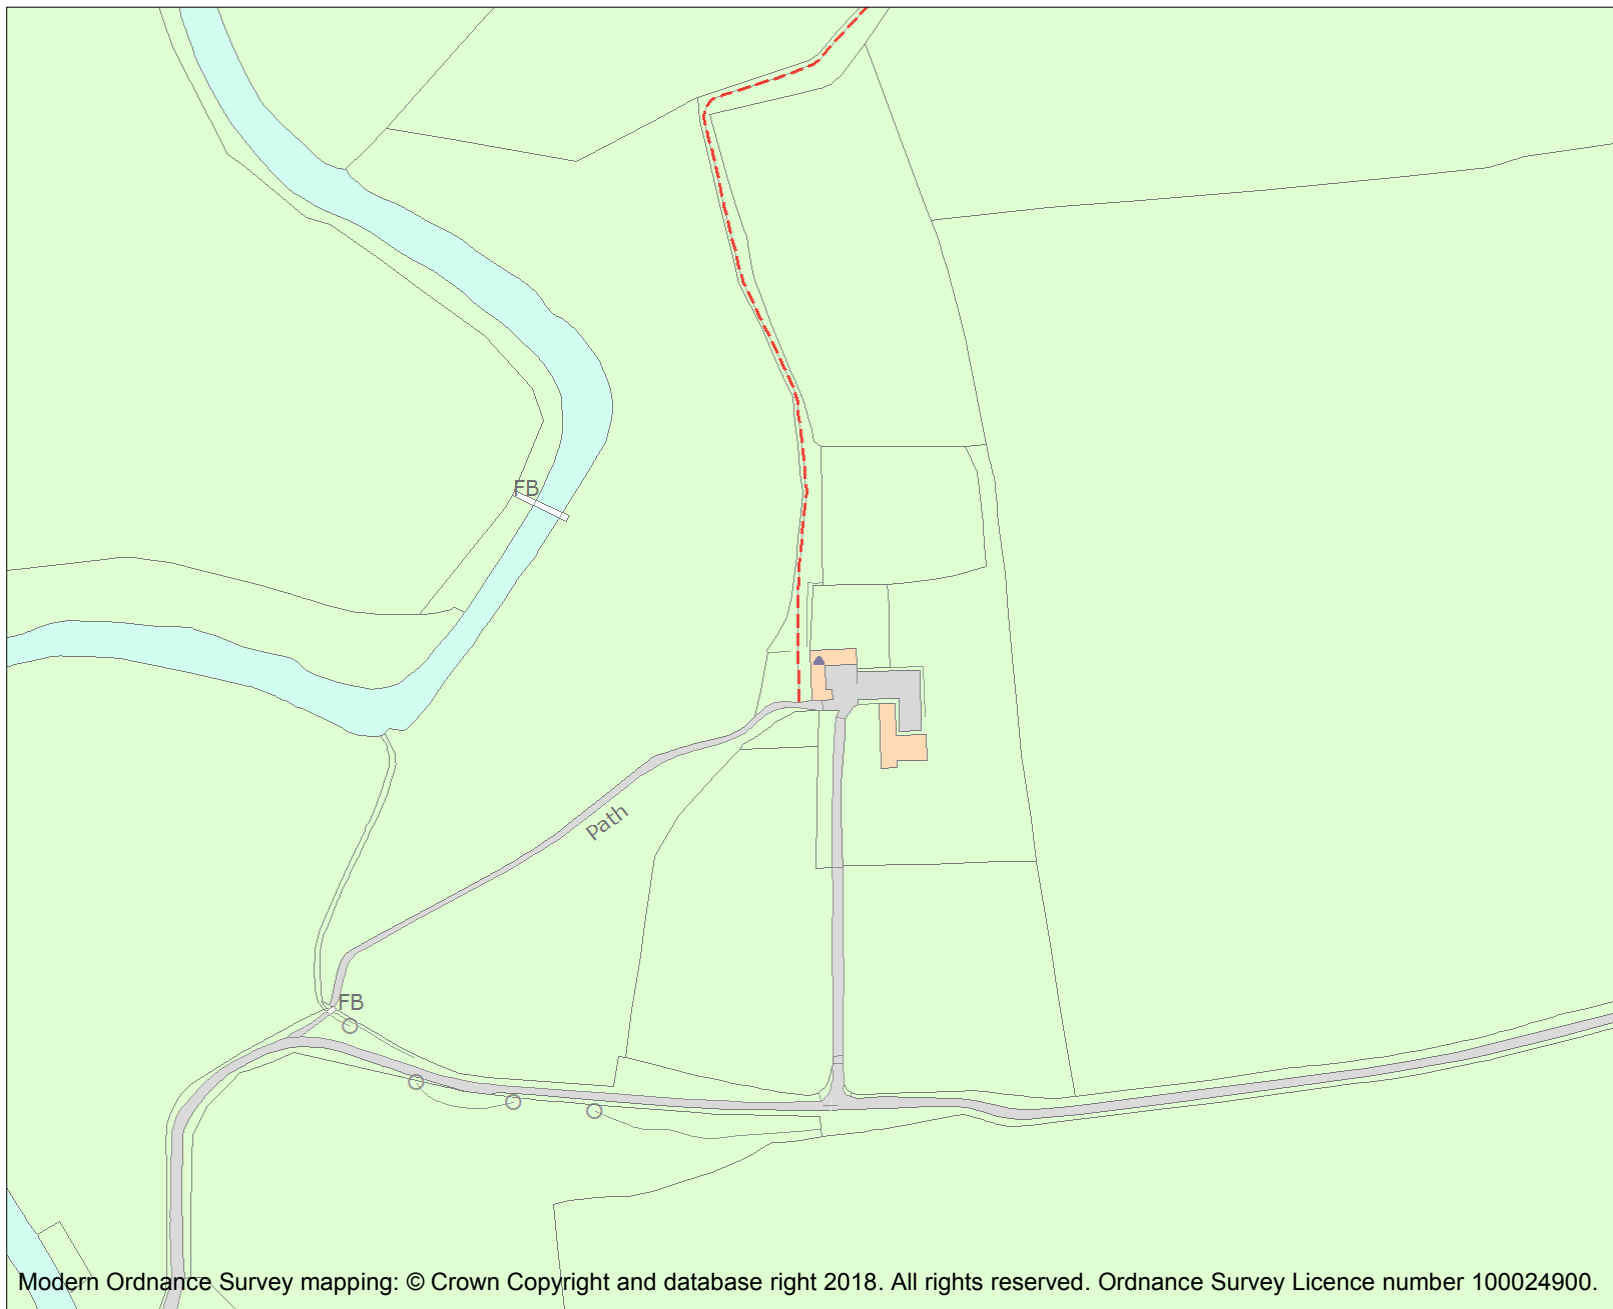 FB
Path
FB
Modern Ordnance Survey mapping: © Crown Copyright and database right 2018. All rights reserved. Ordnance Survey Licence number 100024900.